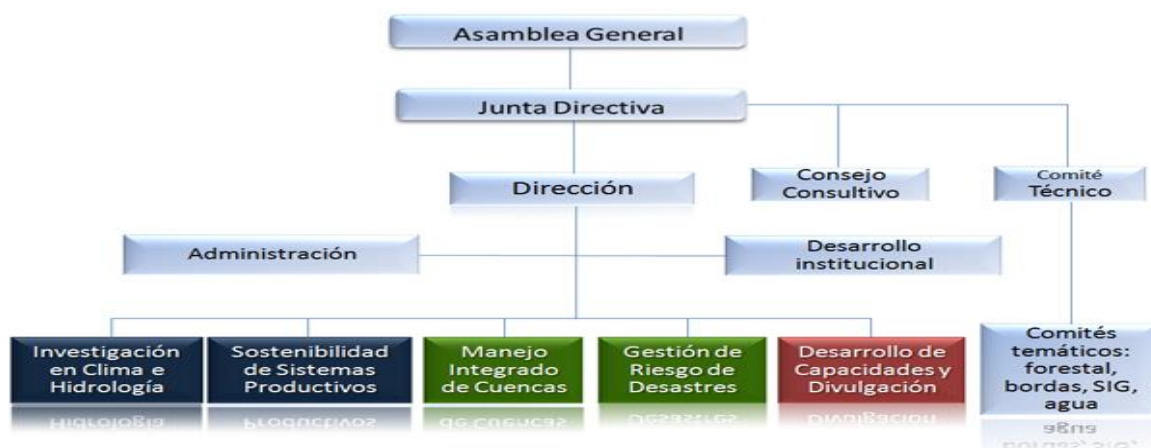 Asamblea General
Junta Directiva
Dirección
Consejo
Consultivo
Comité
Técnico
Administración
Desarrollo
institucional
Investigación
en Clima e
Hidrología
Sostenibilidad
de Sistemas
Productivos
Manejo
Integrado
de Cuencas
Gestión de
Riesgo de
Desastres
Desarrollo de
Capacidades y
Divulgación
Comités
temáticos:
forestal,
bordas, SIG,
agua